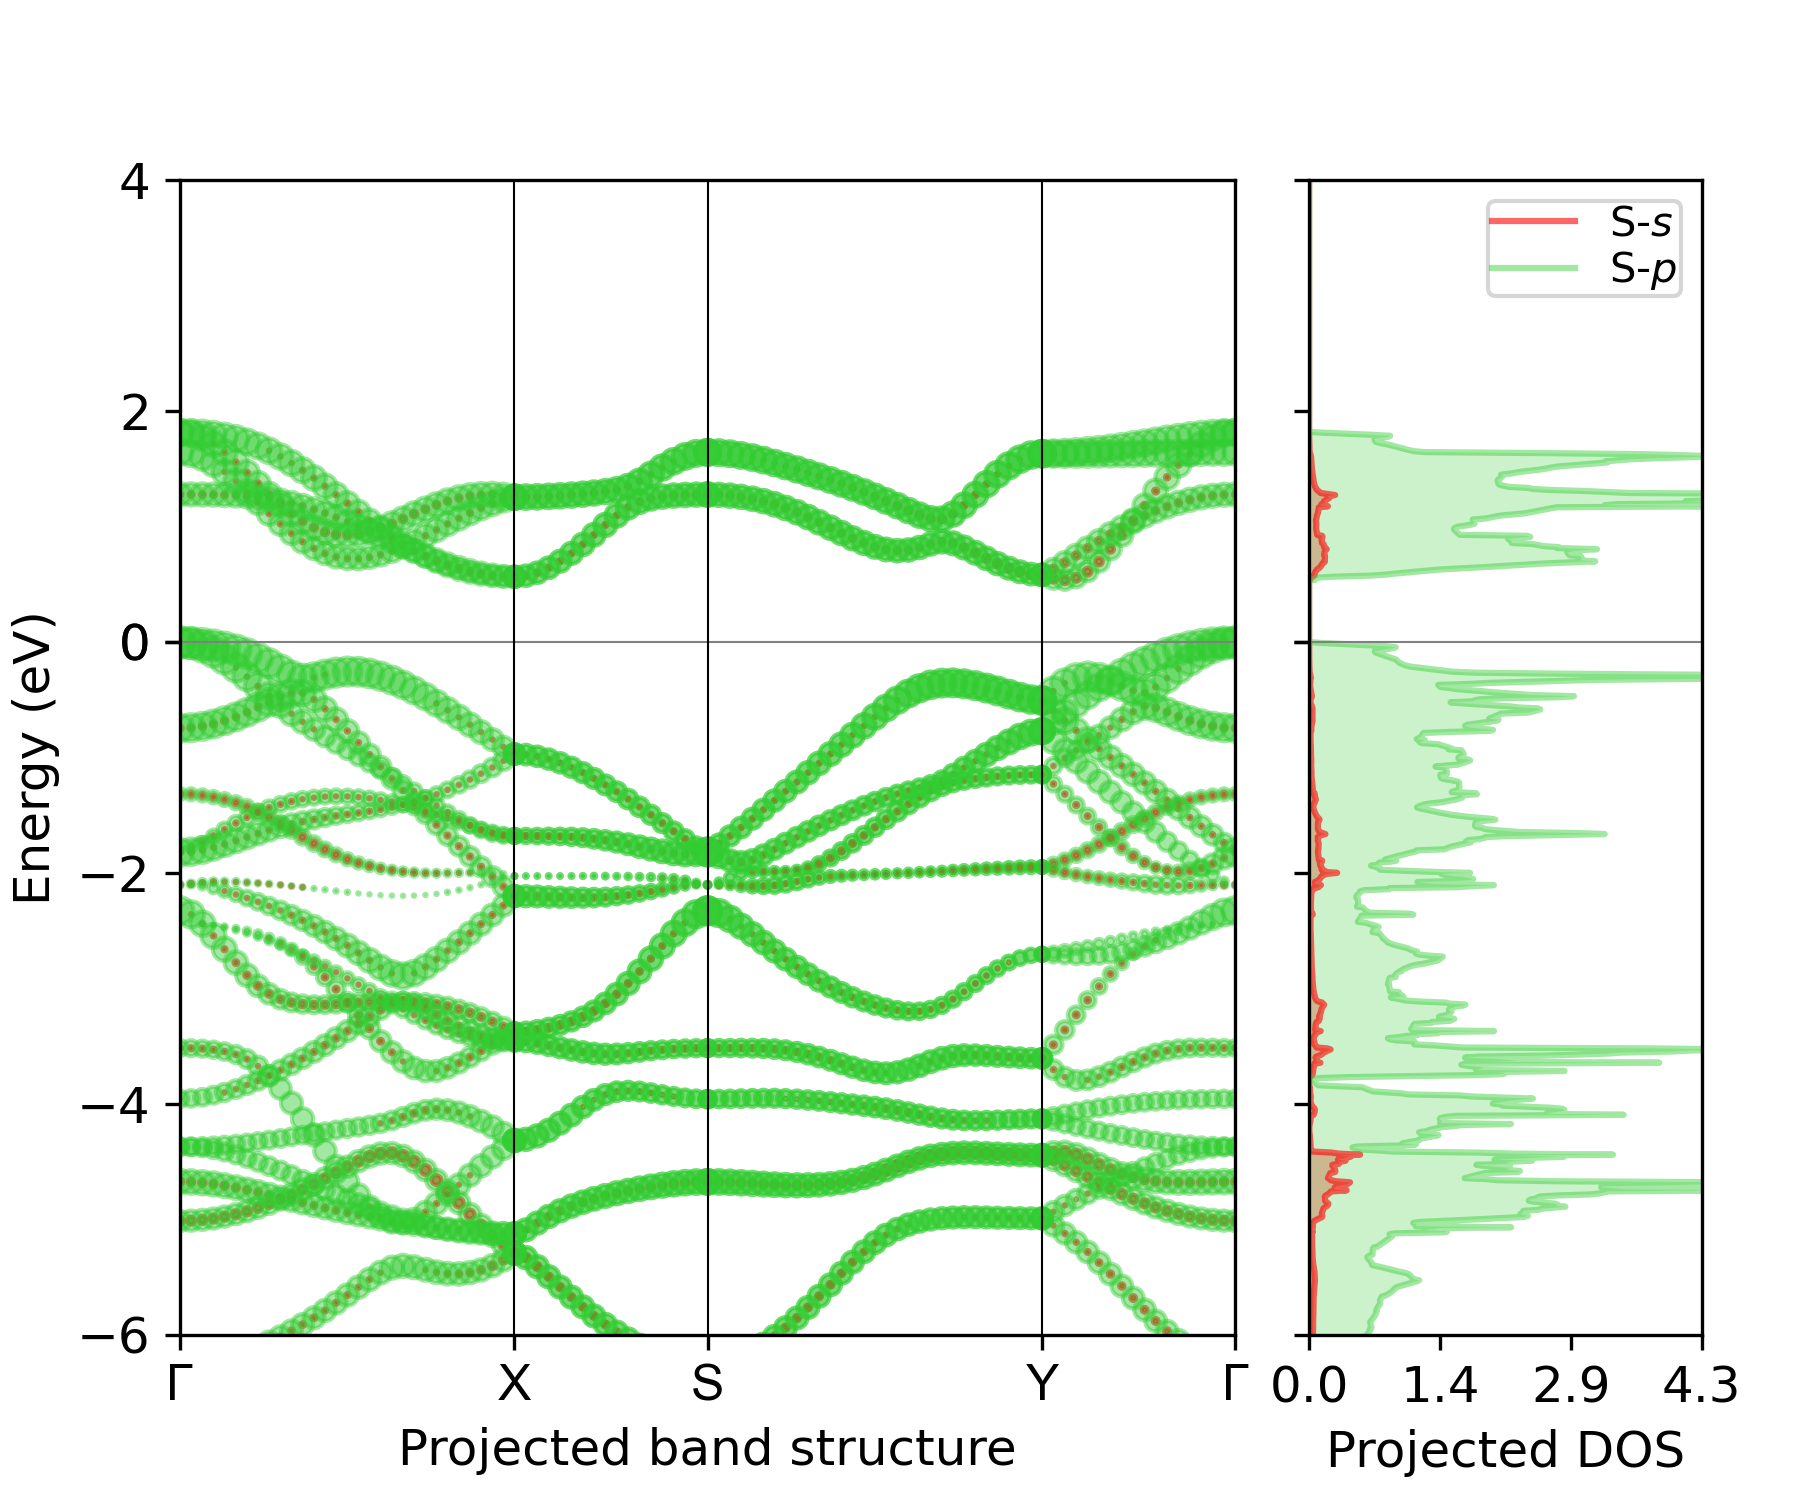 4
2
0
−2
−4
−6
Energy (eV)
Γ X S Y Γ
Projected band structure
S-s
S-p
0.0 1.4 2.9 4.3
Projected DOS